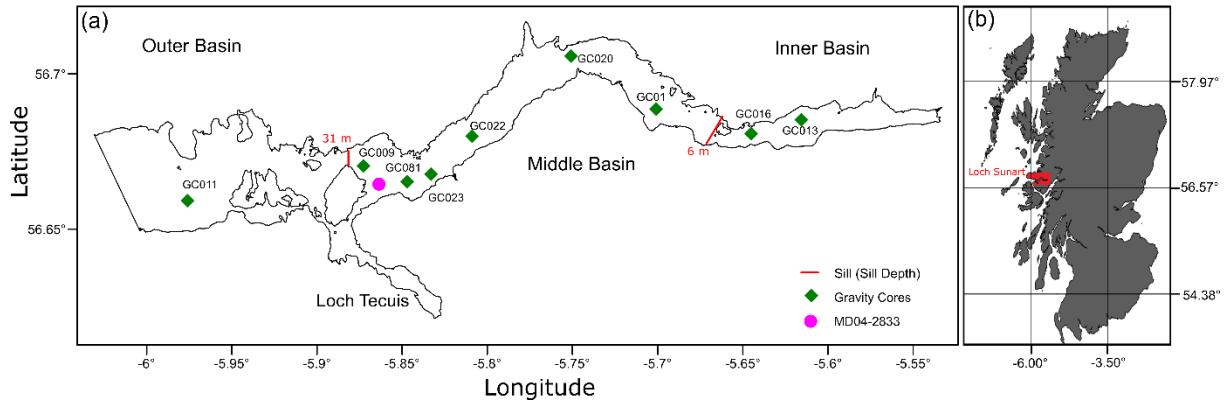 (a)
Outer Basin
Inner Basin
Middle Basin
Loch Tecuis
GC011
31 m
GC009
GC081
GC023
GC022
GC020
GC01
6 m
GC016
GC013
Sill (Sill Depth)
Gravity Cores
MD04-2833
Latitude
56.7°
56.65°
-6°
-5.95°
-5.9°
-5.85°
-5.8°
-5.75°
-5.7°
-5.65°
-5.6°
-5.55°
Longitude
(b)
Loch Sunart
57.97°
56.57°
54.38°
-6.00°
-3.50°